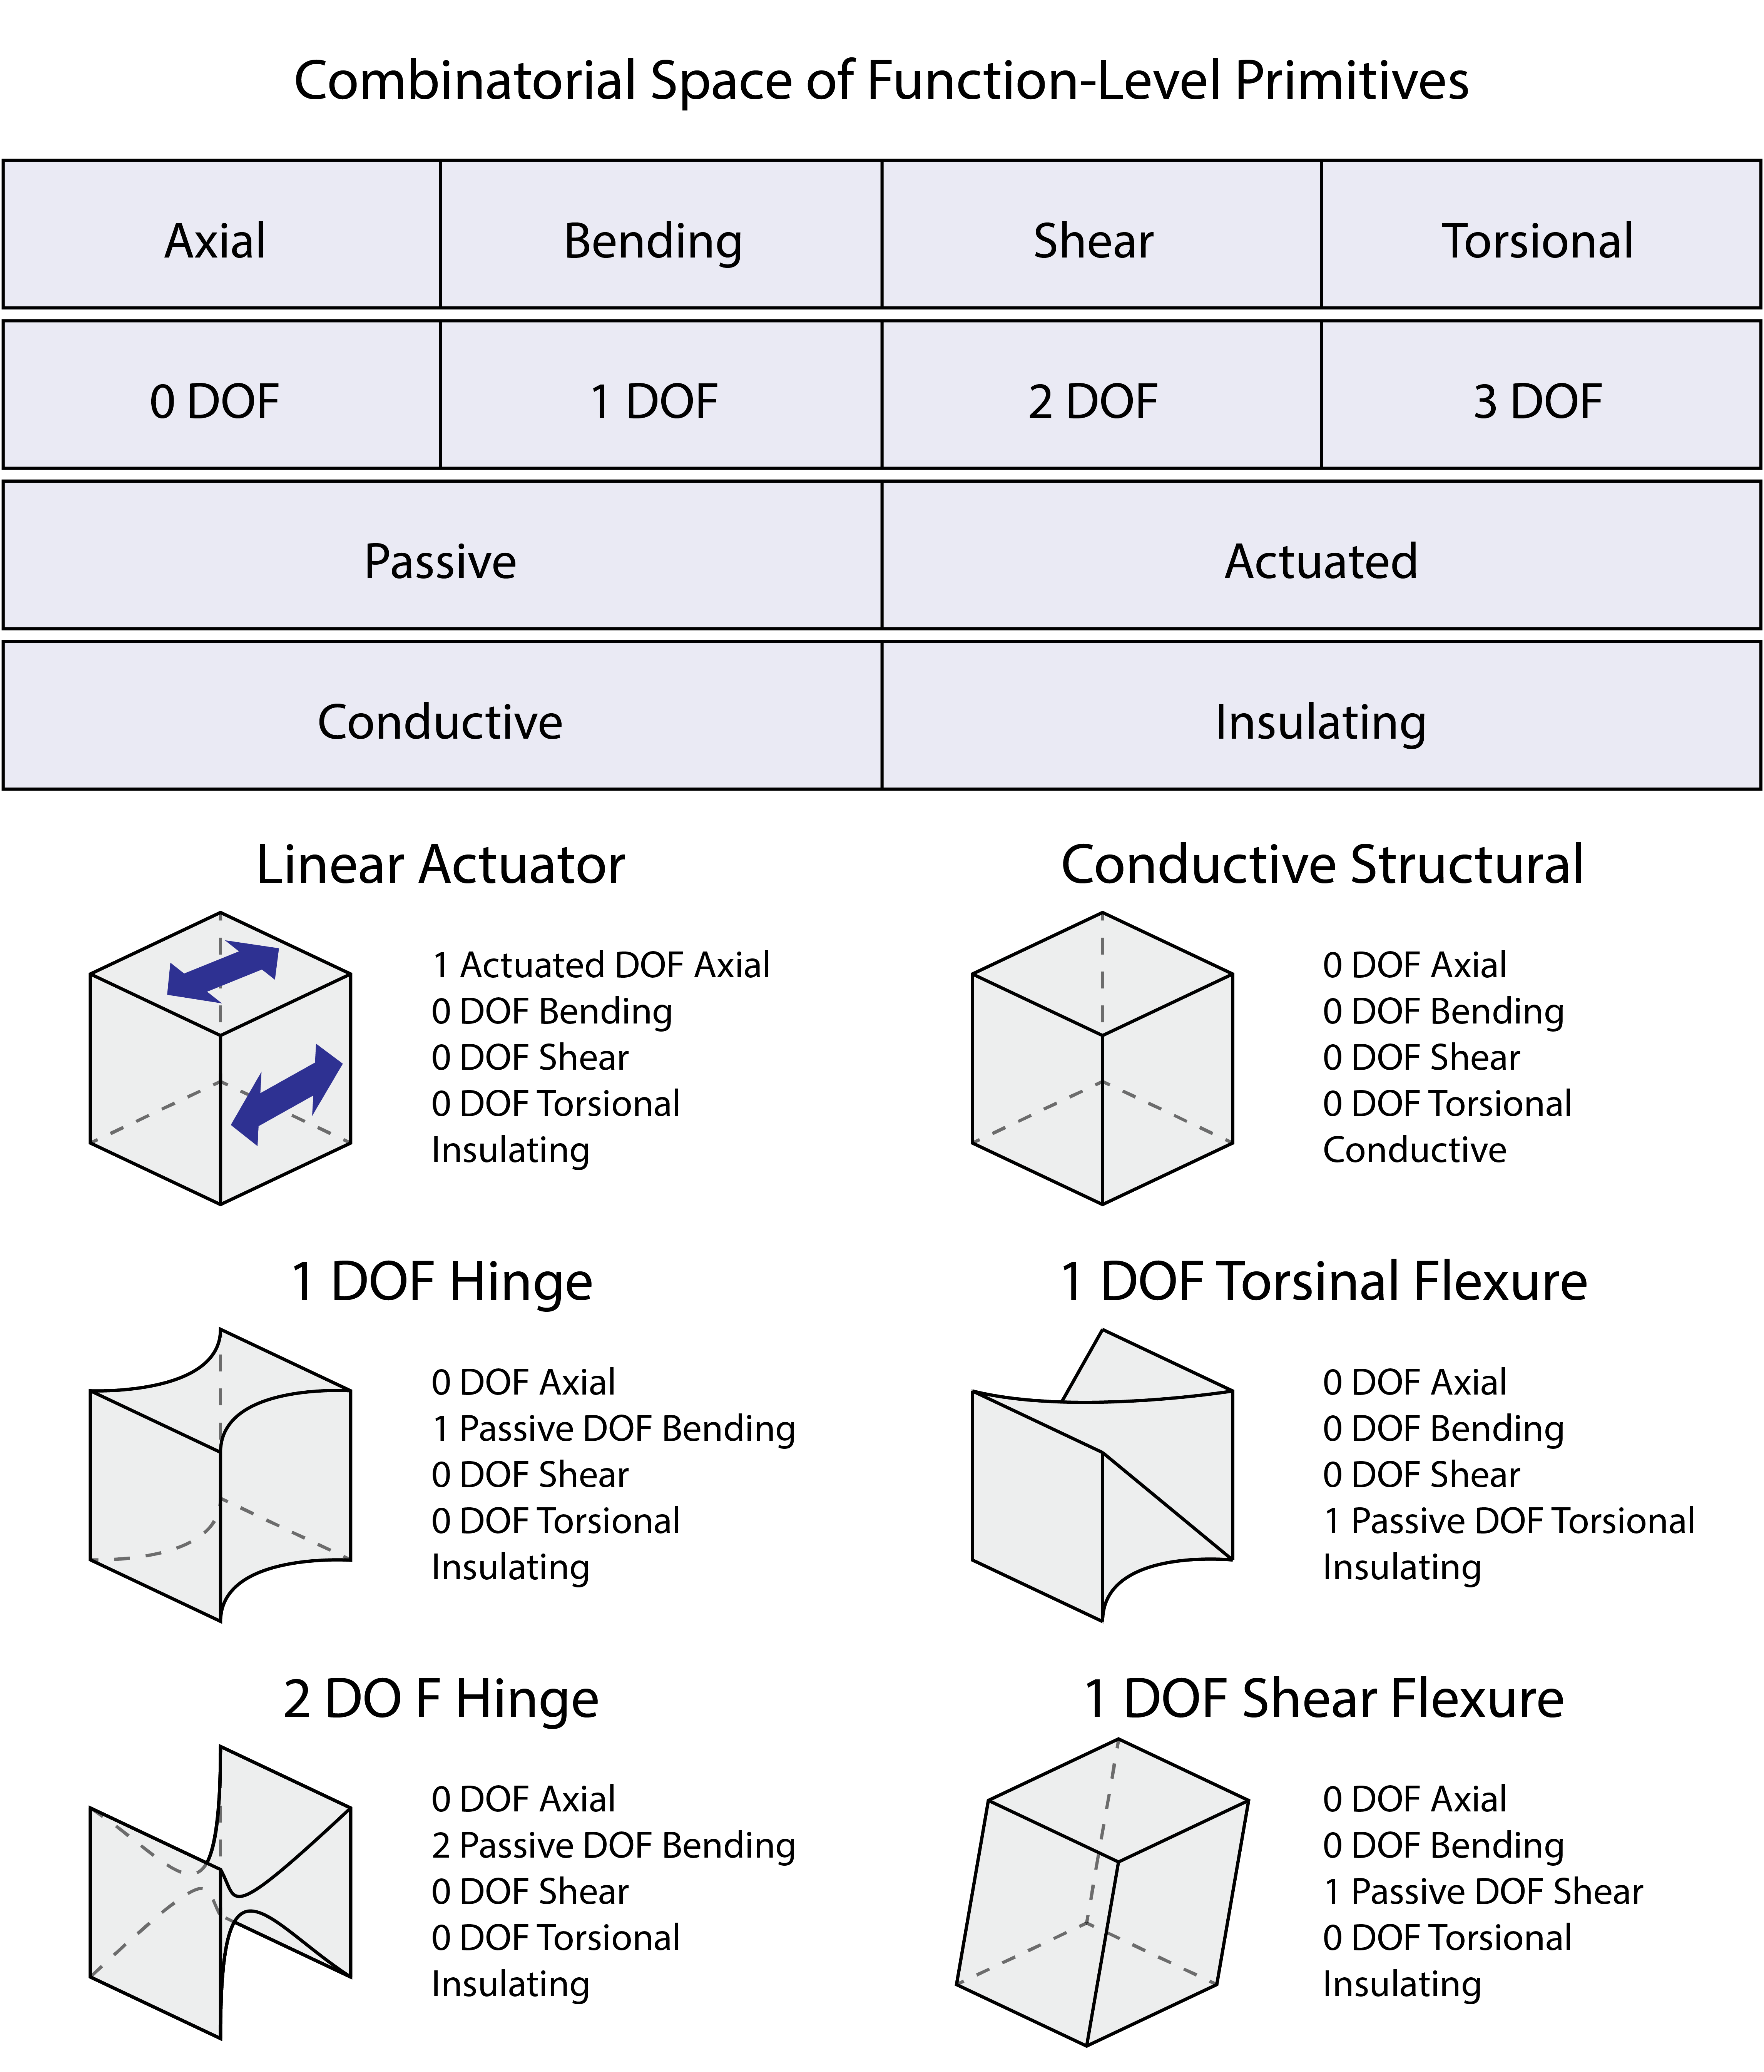 Combinatorial Space of Function-Level Primitives
Axial Bending Shear Torsional
0 DOF 1 DOF 2 DOF 3 DOF
Passive Actuated
Conductive Insulating
Linear Actuator
1 Actuated DOF Axial
0 DOF Bending
0 DOF Shear
0 DOF Torsional
Insulating
Conductive Structural
0 DOF Axial
0 DOF Bending
0 DOF Shear
0 DOF Torsional
Conductive
1 DOF Hinge
0 DOF Axial
1 Passive DOF Bending
0 DOF Shear
0 DOF Torsional
Insulating
1 DOF Torsinal Flexure
0 DOF Axial
0 DOF Bending
0 DOF Shear
1 Passive DOF Torsional
Insulating
2 DO F Hinge
0 DOF Axial
2 Passive DOF Bending
0 DOF Shear
0 DOF Torsional
Insulating
1 DOF Shear Flexure
0 DOF Axial
0 DOF Bending
1 Passive DOF Shear
0 DOF Torsional
Insulating